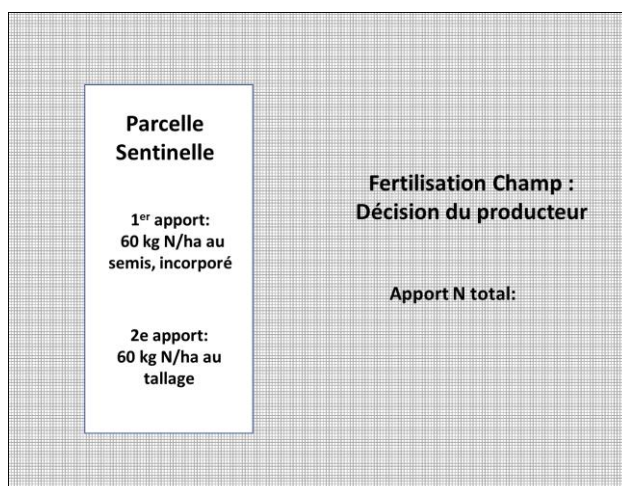 Parcelle
Sentinelle
1er apport:
60 kg N/ha au
semis, incorporé
2e apport:
60 kg N/ha au
tallage
Fertilisation Champ :
Décision du producteur
Apport N total: